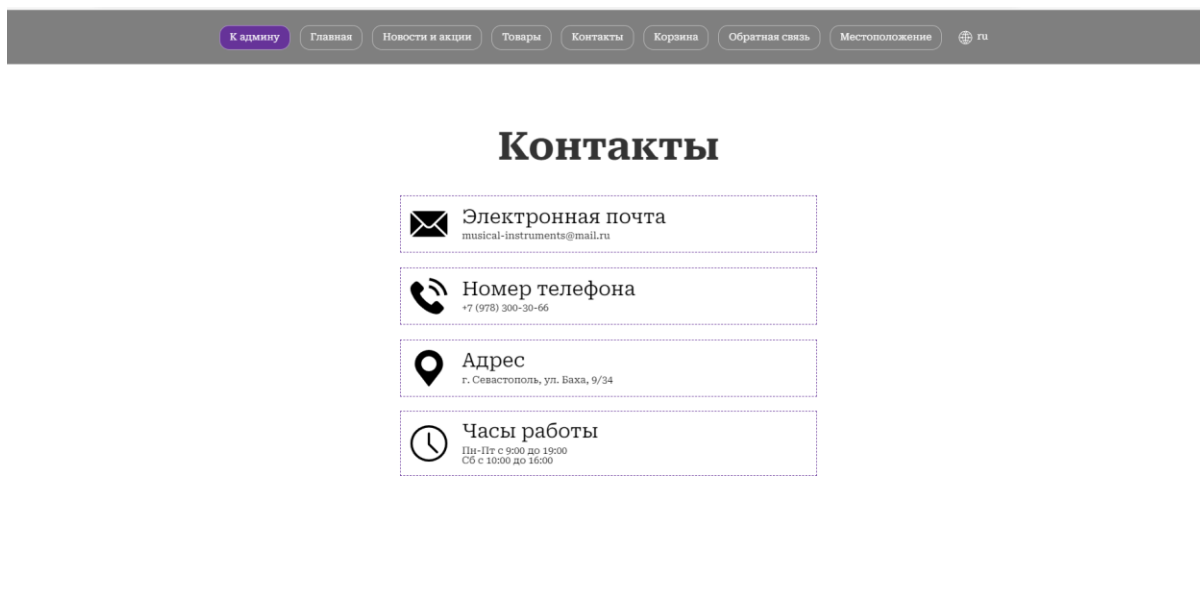 К админу Главная Новости и акции Товары Контакты Корзина Обратная связь Местоположение ru
Контакты
Электронная почта
musical-instruments@mail.ru
Номер телефона
+7 (978) 300-30-66
Адрес
г. Севастополь, ул. Баха, 9/34
Часы работы
Пн-Пт с 9:00 до 19:00
Сб с 10:00 до 16:00